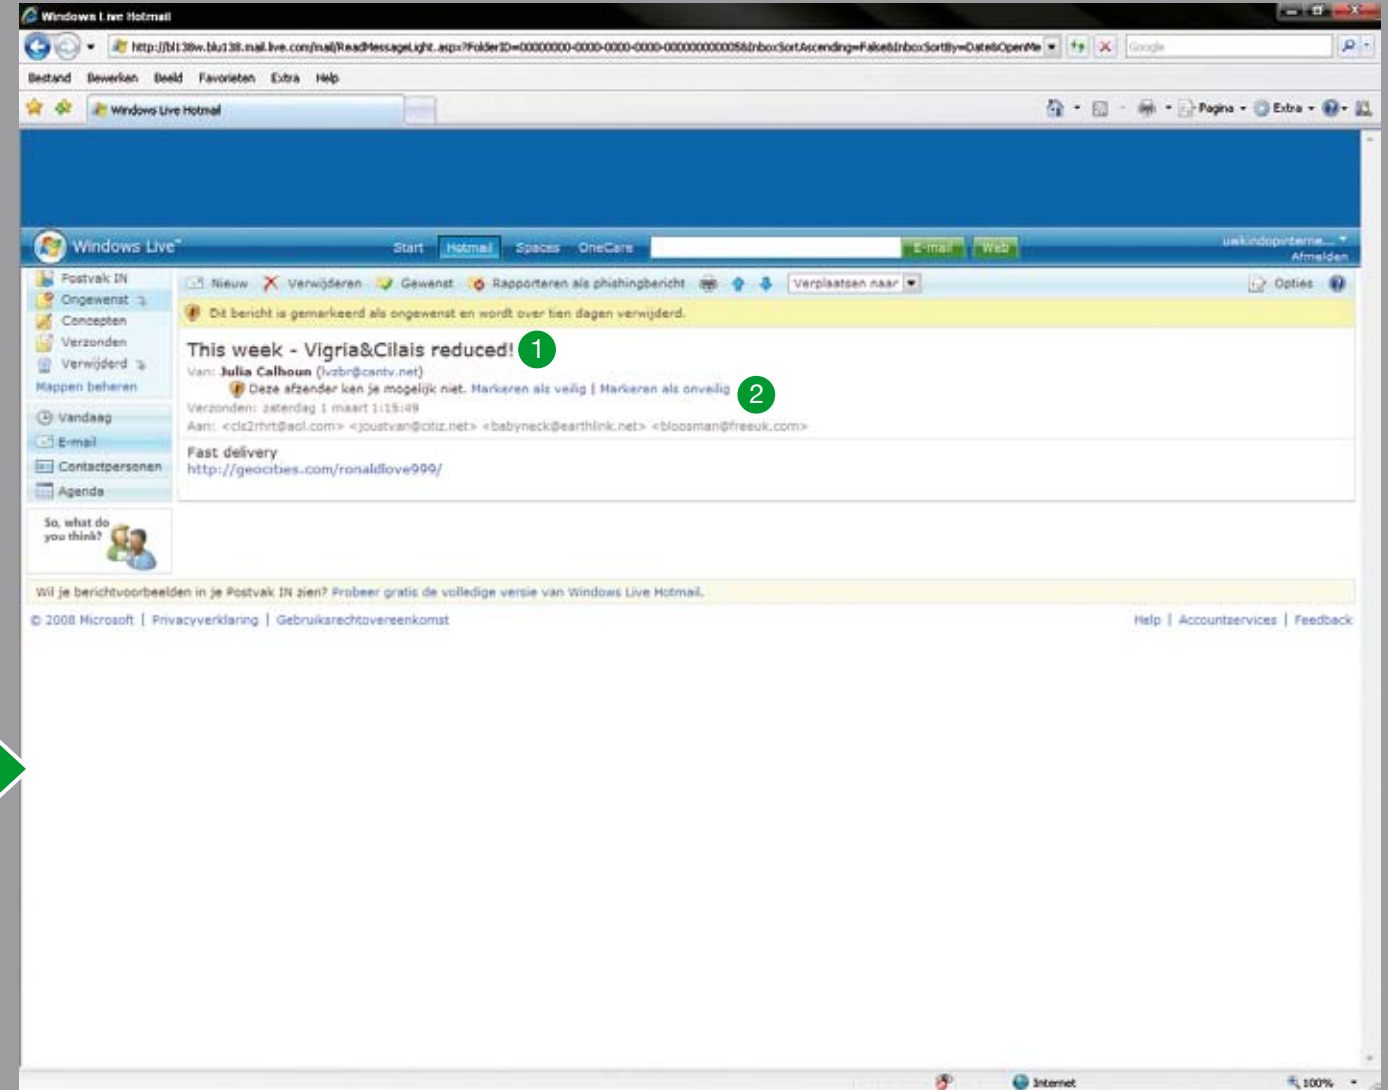 Windows Live Hotmail
Google
Bestand Bewerken Beeld Favorieten Extra Help
Windows Live Hotmail
Pagina Extra
Windows Live™
Start Hotmail Spaces OneCare E-mail Web
Afmelden
Postvak IN
Ongewenst
Concepten
Verzonden
Verwijderd
Mappen beheren
Vandaag
E-mail
Contactpersonen
Agenda
So, what do
you think?
Nieuw Verwijderen Gewenst Rapporteren als phishingbericht Verplaatsen naar Opties
Dit bericht is gemarkeerd als ongewenst en wordt over tien dagen verwijderd.
This week - Vigria&Cilais reduced! 1
Van: Julia Calhoun (lvzbr@cantv.net)
Deze afzender ken je mogelijk niet. Markeren als veilig | Markeren als onveilig 2
Verzonden: zaterdag 1 maart 1:15:49
Aan: <cls2rhrt@aol.com> <joustvan@citiz.net> <babyneck@earthlink.net> <bloosman@freeuk.com>
Fast delivery
http://geocities.com/ronaldlove999/
Wil je berichtvoorbeelden in je Postvak IN zien? Probeer gratis de volledige versie van Windows Live Hotmail.
© 2008 Microsoft | Privacyverklaring | Gebruiksrechtovereenkomst
Help | Accountservices | Feedback
Internet 100%